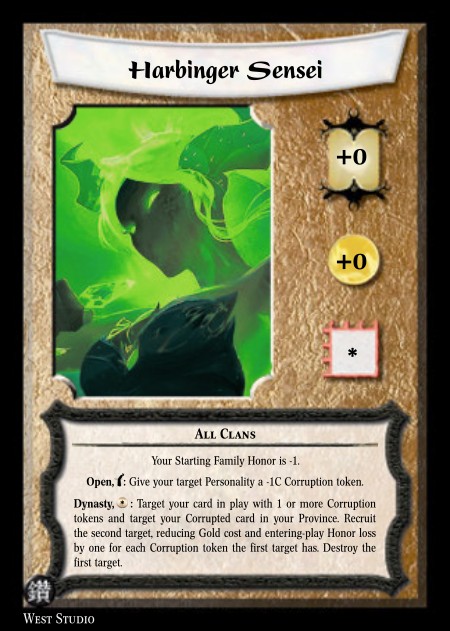 Harbinger Sensei
+0
+0
*
ALL CLANS
Your Starting Family Honor is -1.
Open, : Give your target Personality a -1C Corruption token.
Dynasty, : Target your card in play with 1 or more Corruption
tokens and target your Corrupted card in your Province. Recruit
the second target, reducing Gold cost and entering-play Honor loss
by one for each Corruption token the first target has. Destroy the
first target.
鑽
WEST STUDIO